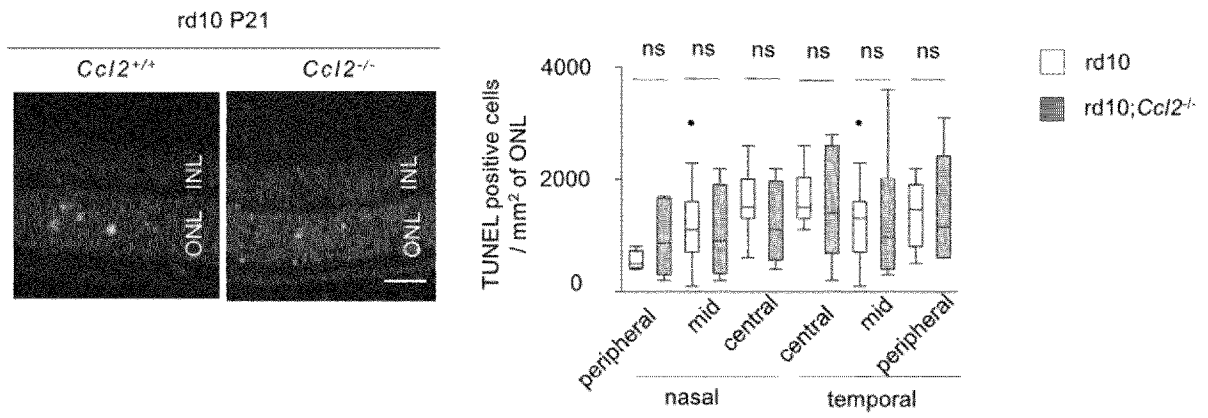 rd10 P21
Ccl2+/+
Ccl2-/-
INL
ONL
INL
ONL
ns ns ns ns ns ns
TUNEL positive cells
/ mm² of ONL
4000
2000
0
peripheral
mid
central
central
mid
peripheral
nasal
temporal
rd10
rd10;Ccl2-/-